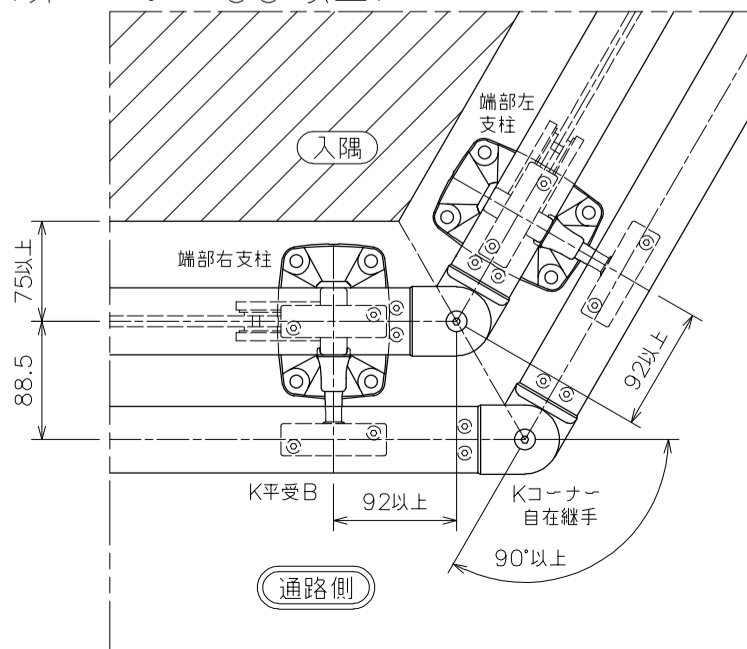 端部左
支柱
入隅
端部右支柱
75以上
88.5
92以上
K平受B
92以上
Kコーナー
自在継手
90°以上
通路側